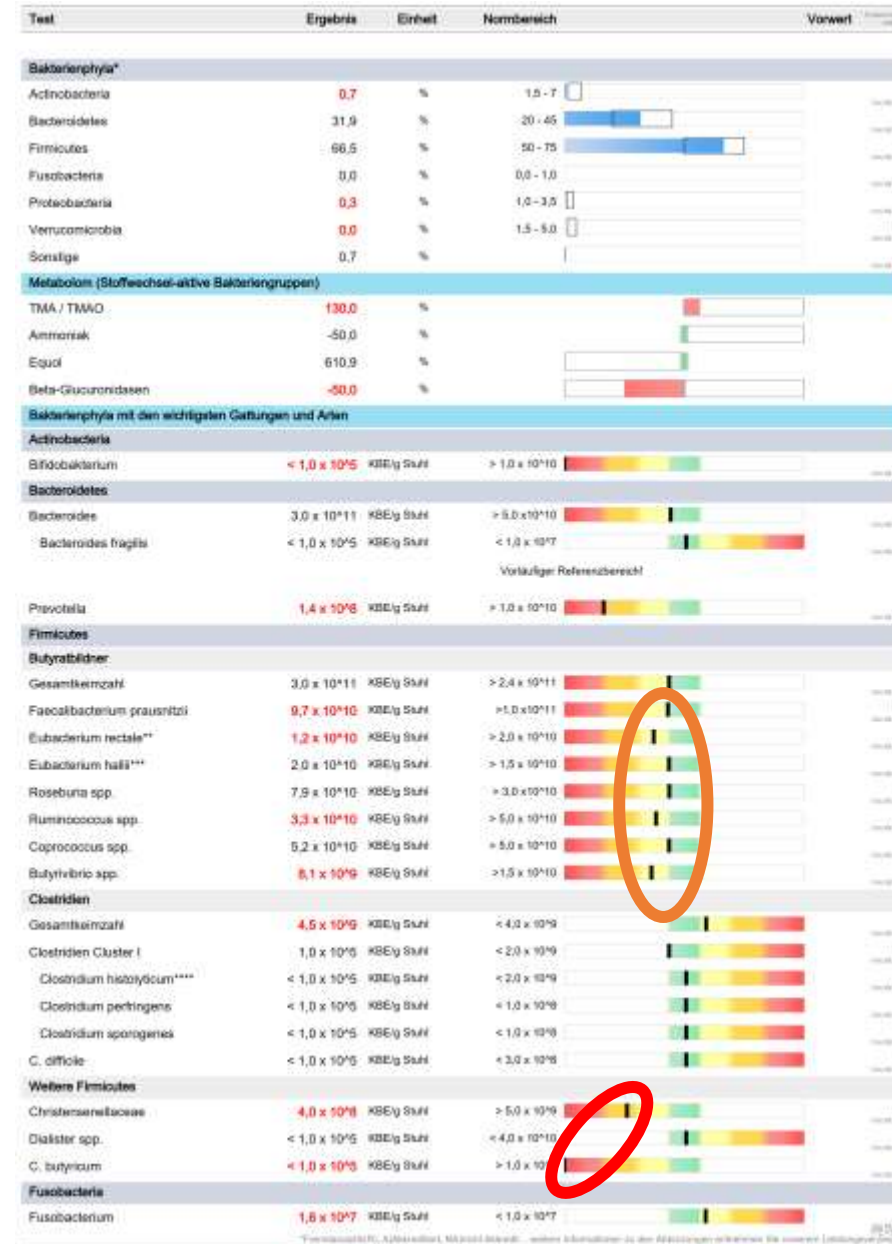 Test Ergebnis Einheit Normbereich Vorwert
Bakterienphyla*
Actinobacteria 0,7 % 1,5 - 7
Bacteroidetes 31,9 % 20 - 45
Firmicutes 66,5 % 50 - 75
Fusobacteria 0,0 % 0,0 - 1,0
Proteobacteria 0,3 % 1,0 - 3,5
Verrucomicrobia 0,0 % 1,5 - 5,0
Sonstige 0,7 %
Metabolom (Stoffwechsel-aktive Bakteriengruppen)
TMA / TMAO 130,0 %
Ammoniak -50,0 %
Equol 610,9 %
Beta-Glucuronidasen -50,0 %
Bakterienphyla mit den wichtigsten Gattungen und Arten
Actinobacteria
Bifidobakterium < 1,0 x 10^5 KBE/g Stuhl > 1,0 x 10^10
Bacteroidetes
Bacteroides 3,0 x 10^11 KBE/g Stuhl > 5,0 x10^10
Bacteroides fragilis < 1,0 x 10^5 KBE/g Stuhl < 1,0 x 10^7
Vorläufiger Referenzbereich!
Prevotella KBE/g Stuhl > 1,0 x 10^10
Firmicutes
Butyratbildner
Gesamtkeimzahl 3,0 x 10^11 KBE/g Stuhl > 2,4 x 10^11
Faecalibacterium prausnitzii 9,7 x 10^10 KBE/g Stuhl >1,0 x10^11
Eubacterium rectale** 1,2 x 10^10 KBE/g Stuhl > 2,0 x 10^10
Eubacterium hallii*** 2,0 x 10^10 KBE/g Stuhl > 1,5 x 10^10
Roseburia spp. 7,9 x 10^10 KBE/g Stuhl > 3,0 x10^10
Ruminococcus spp. 3,3 x 10^10 KBE/g Stuhl > 5,0 x 10^10
Coprococcus spp. 5,2 x 10^10 KBE/g Stuhl > 5,0 x 10^10
Butyrivibrio spp. 8,1 x 10^9 KBE/g Stuhl >1,5 x 10^10
Clostridien
Gesamtkeimzahl 4,5 x 10^9 KBE/g Stuhl < 4,0 x 10^9
Clostridien Cluster I KBE/g Stuhl < 2,0 x 10^9
Clostridium histolyticum**** < 1,0 x 10^5 KBE/g Stuhl < 2,0 x 10^9
Clostridium perfringens < 1,0 x 10^5 KBE/g Stuhl < 1,0 x 10^8
Clostridium sporogenes < 1,0 x 10^5 KBE/g Stuhl < 1,0 x 10^8
C. difficile < 1,0 x 10^5 KBE/g Stuhl
Weitere Firmicutes
Christensenellaceae 4,0 x 10^8 KBE/g Stuhl > 5,0 x 10^9
Dialister spp. < 1,0 x 10^5 KBE/g Stuhl < 4,0 x 10^10
C. butyricum < 1,0 x 10^5 KBE/g Stuhl > 1,0 x
Fusobacteria
Fusobacterium 1,6 x 10^7 KBE/g Stuhl < 1,0 x 10^7